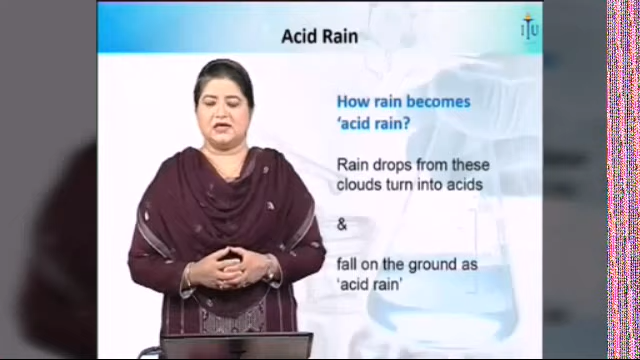 Acid Rain
ITU
How rain becomes
‘acid rain?
Rain drops from these
clouds turn into acids
&
fall on the ground as
‘acid rain’